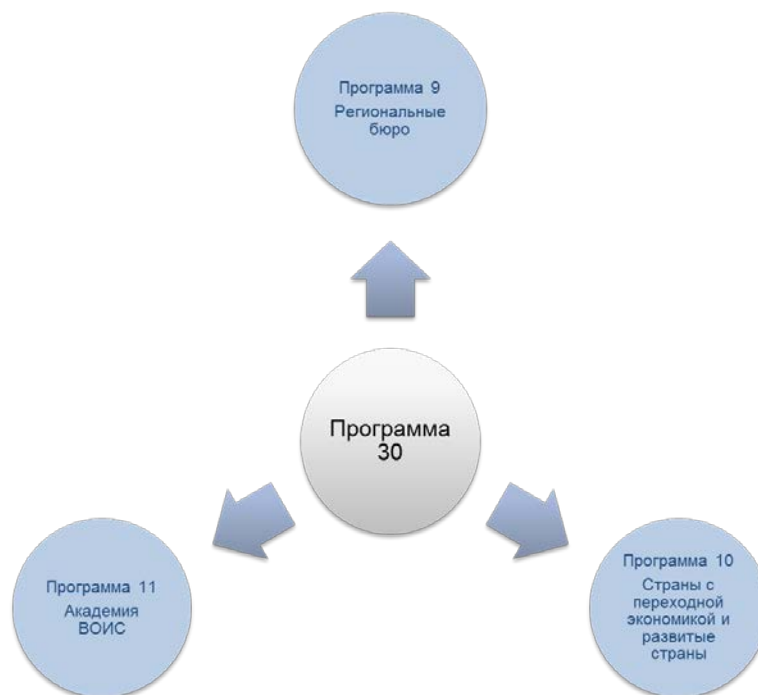 Программа 9
Региональные
бюро
Программа
30
Программа 11
Академия
ВОИС
Программа 10
Страны с
переходной
экономикой и
развитые
страны